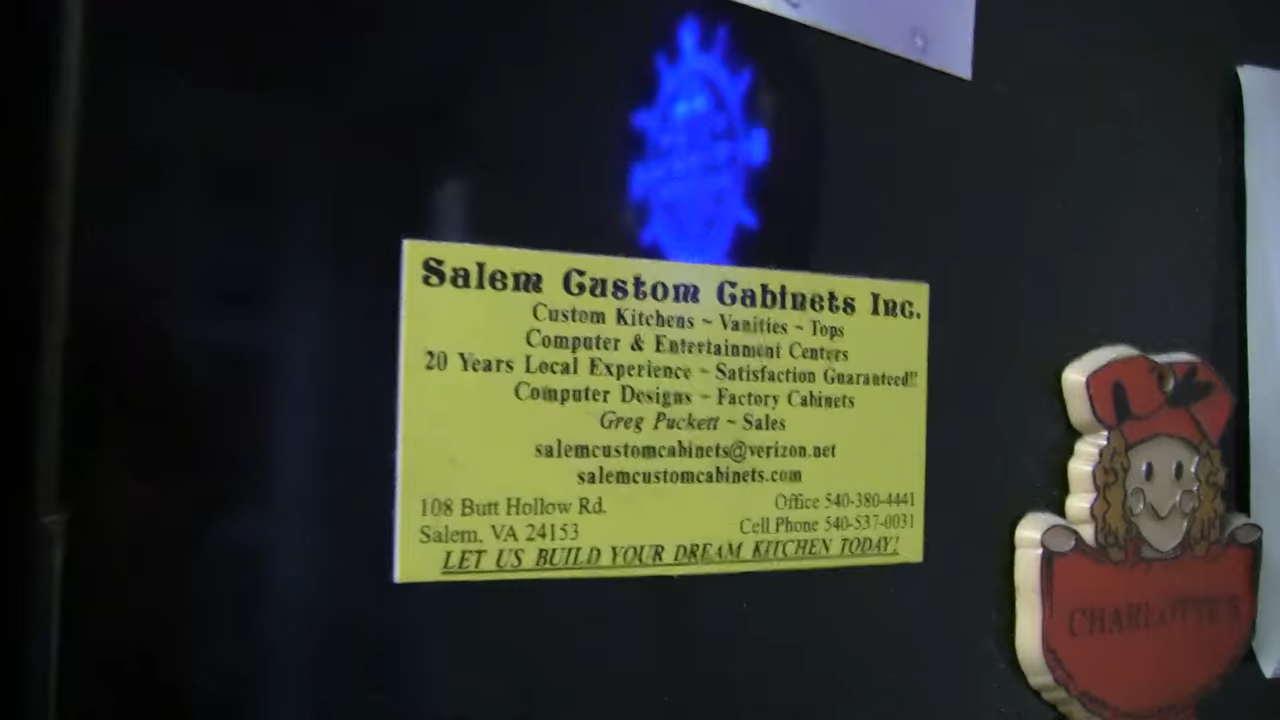 Salem Custom Cabinets Inc.
Custom Kitchens ~ Vanities ~ Tops
Computer & Entertainment Centers
20 Years Local Experience ~ Satisfaction Guaranteed!!
Computer Designs ~ Factory Cabinets
Greg Puckett ~ Sales
salemcustomcabinets@verizon.net
salemcustomcabinets.com
108 Butt Hollow Rd. Office 540-380-4441
Salem, VA 24153 Cell Phone 540-537-0031
LET US BUILD YOUR DREAM KITCHEN TODAY!
CHARLOTTE'S